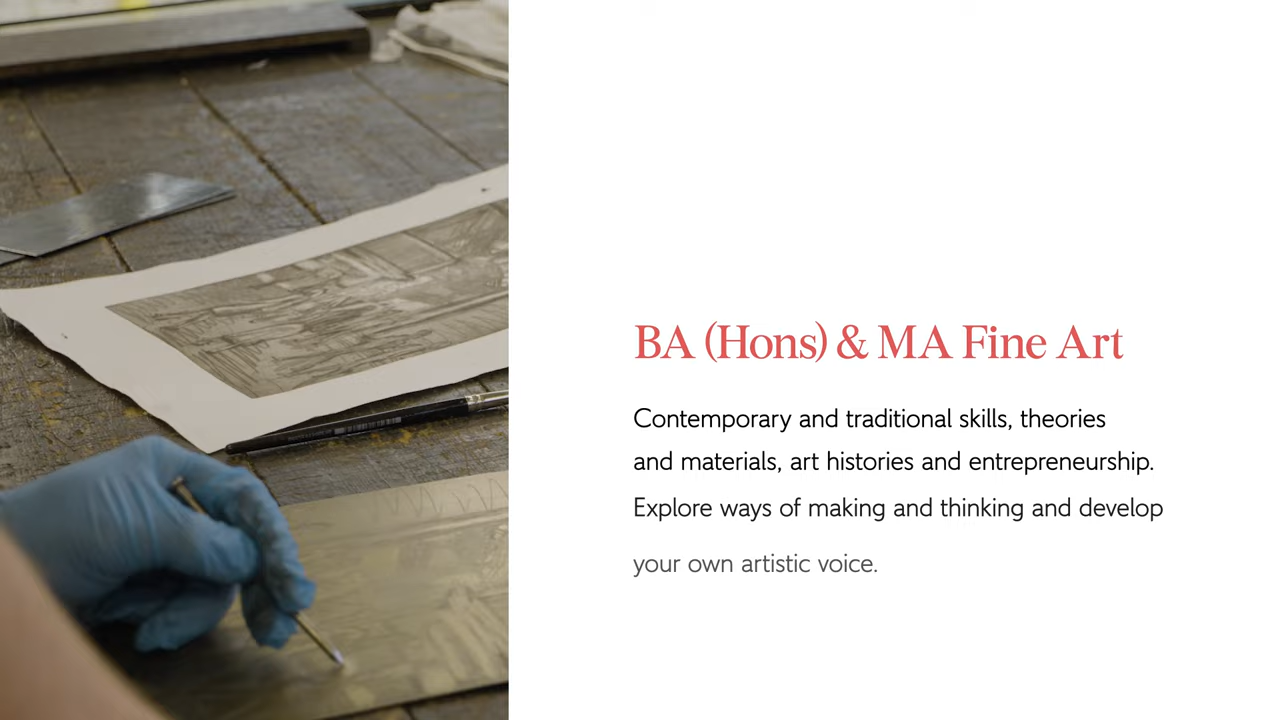 BA (Hons) & MA Fine Art
Contemporary and traditional skills, theories
and materials, art histories and entrepreneurship.
Explore ways of making and thinking and develop
your own artistic voice.